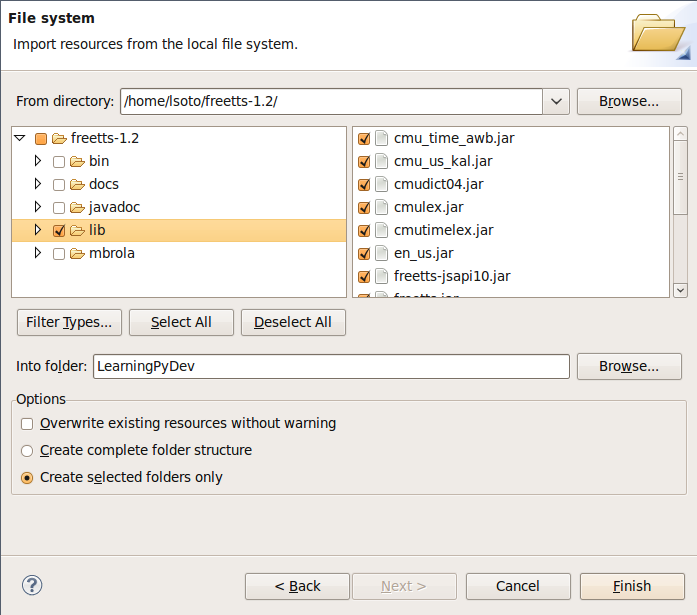 File system
Import resources from the local file system.
From directory: /home/lsoto/freetts-1.2/ Browse...
freetts-1.2
bin
docs
javadoc
lib
mbrola
cmu_time_awb.jar
cmu_us_kal.jar
cmudict04.jar
cmulex.jar
cmutimelex.jar
en_us.jar
freetts-jsapi10.jar
freetts.jar
Filter Types... Select All Deselect All
Into folder: LearningPyDev Browse...
Options
Overwrite existing resources without warning
Create complete folder structure
Create selected folders only
? < Back Next > Cancel Finish